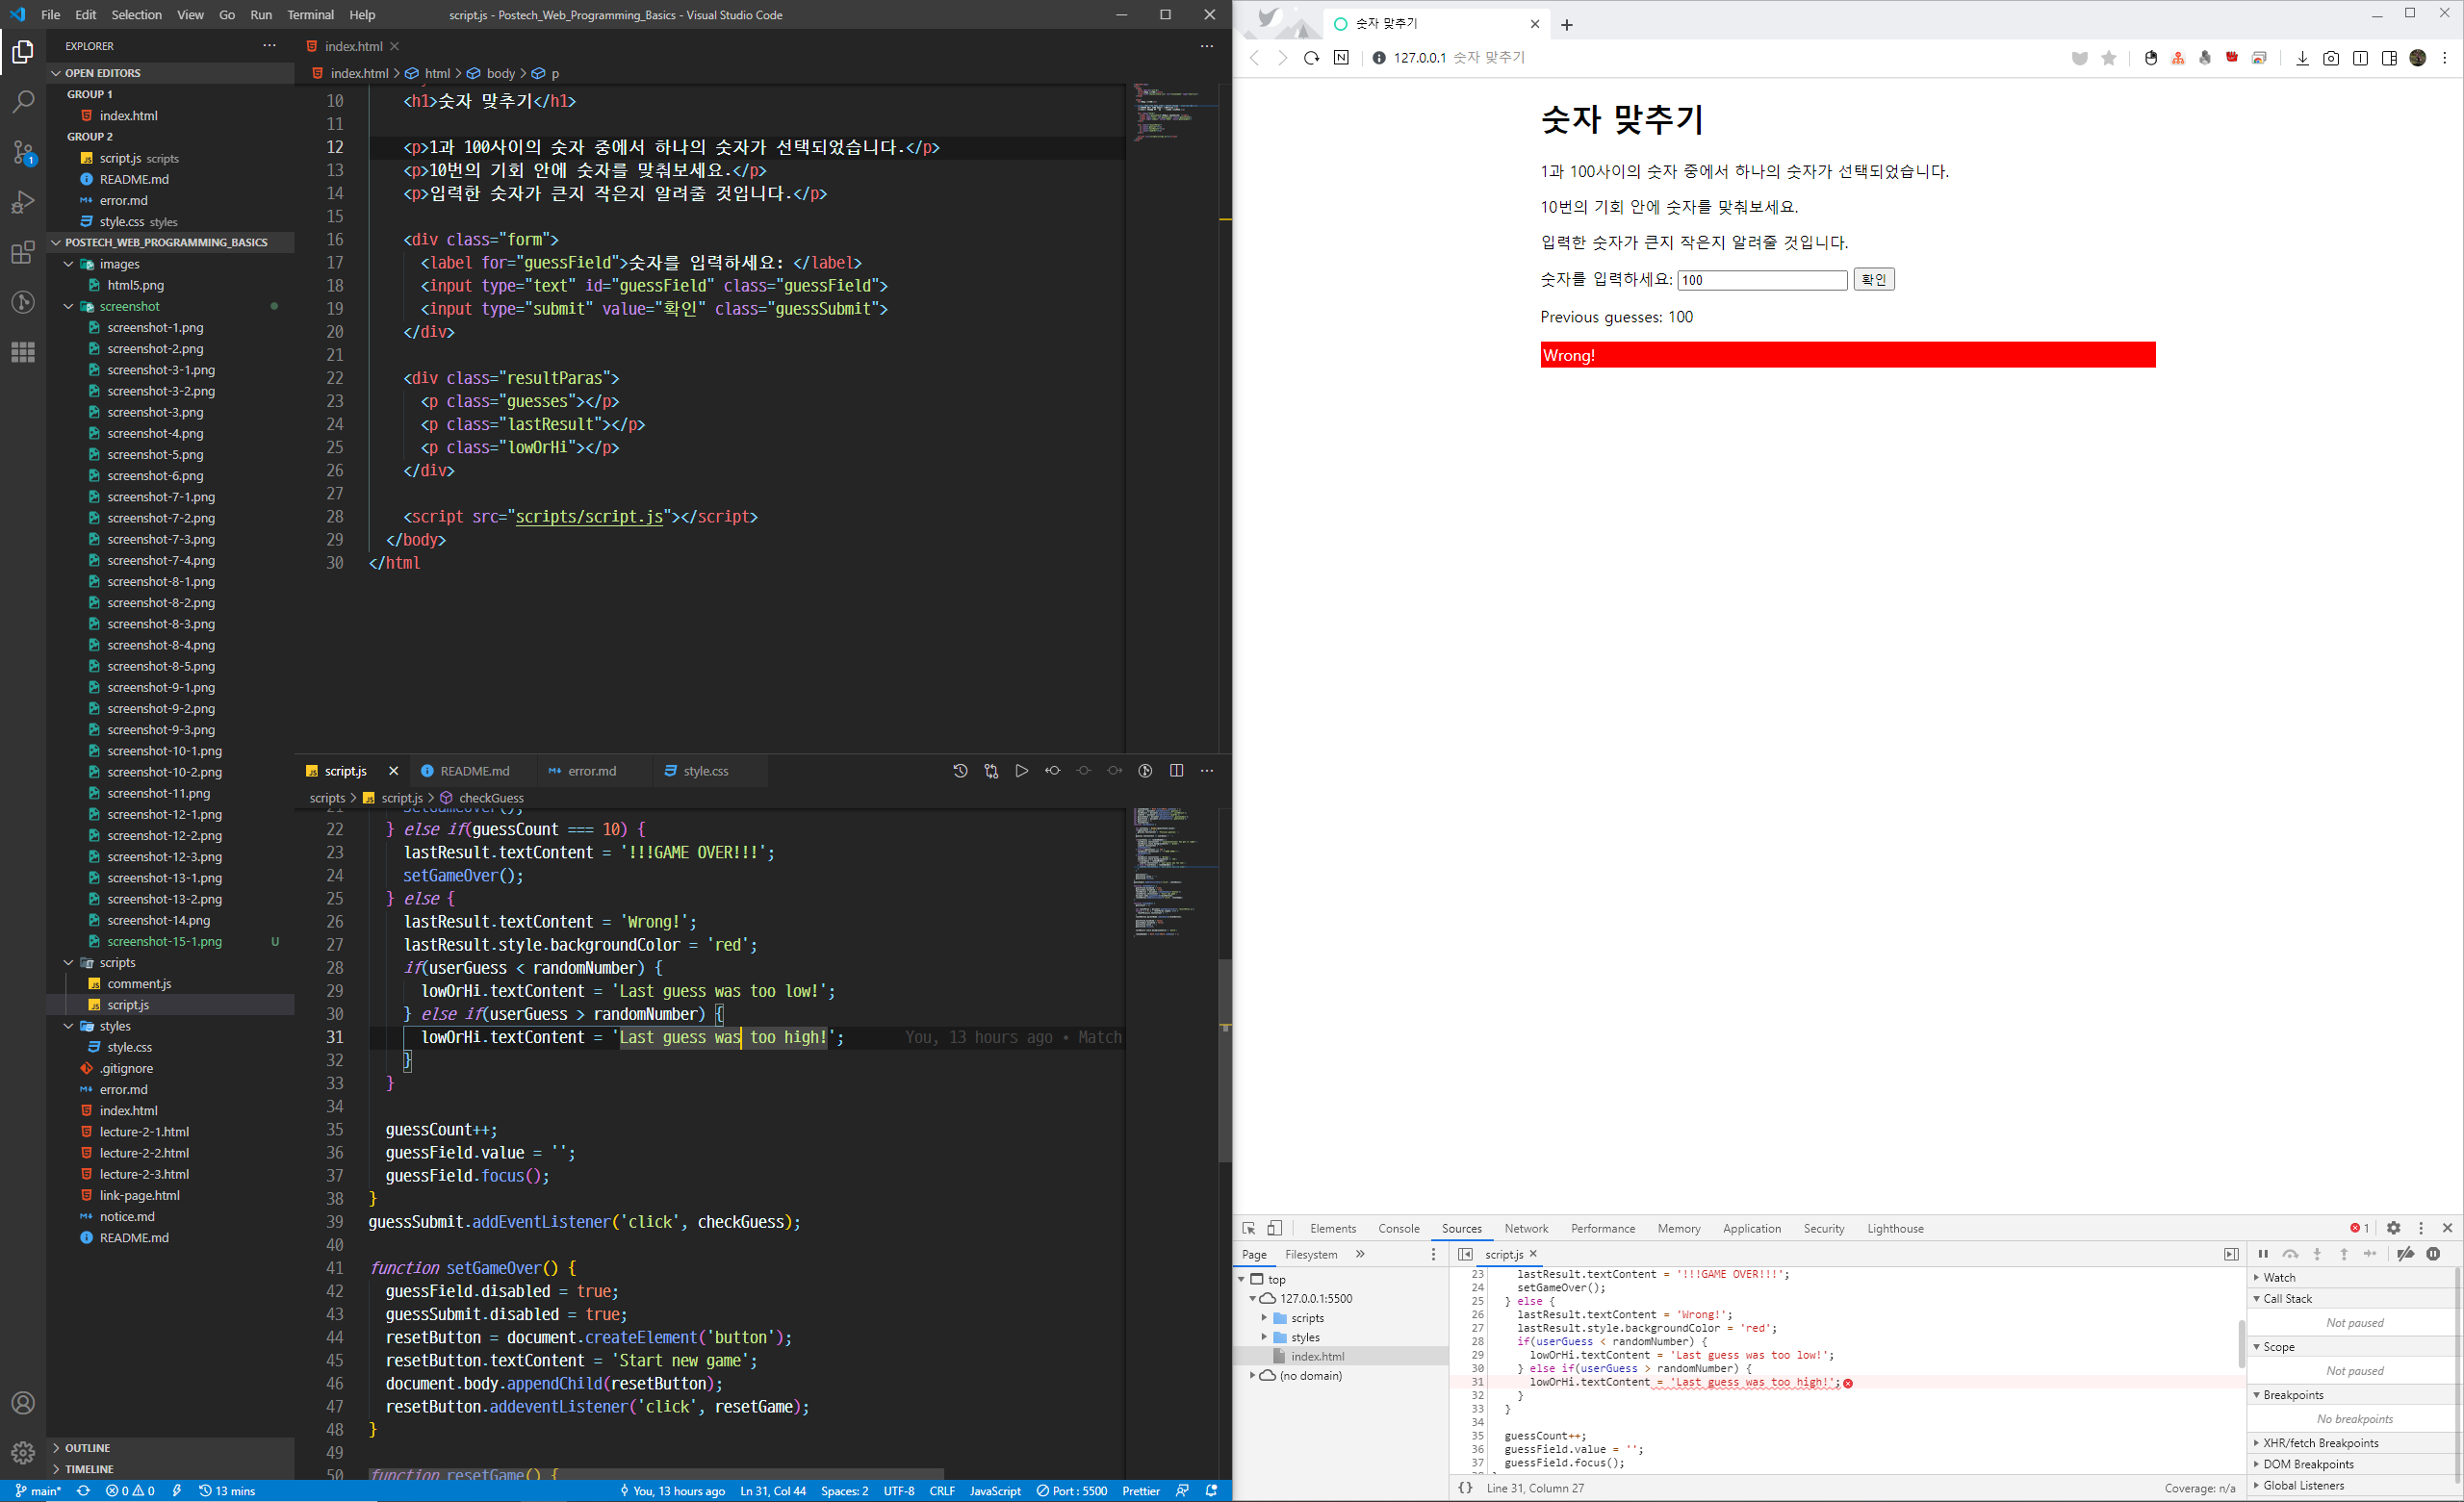 File Edit Selection View Go Run Terminal Help script.js - Postech_Web_Programming_Basics - Visual Studio Code
EXPLORER
OPEN EDITORS
GROUP 1
index.html
GROUP 2
script.js scripts
README.md
error.md
style.css styles
POSTECH_WEB_PROGRAMMING_BASICS
images
html5.png
screenshot
screenshot-1.png
screenshot-2.png
screenshot-3-1.png
screenshot-3-2.png
screenshot-3.png
screenshot-4.png
screenshot-5.png
screenshot-6.png
screenshot-7-1.png
screenshot-7-2.png
screenshot-7-3.png
screenshot-7-4.png
screenshot-8-1.png
screenshot-8-2.png
screenshot-8-3.png
screenshot-8-4.png
screenshot-8-5.png
screenshot-9-1.png
screenshot-9-2.png
screenshot-9-3.png
screenshot-10-1.png
screenshot-10-2.png
screenshot-11.png
screenshot-12-1.png
screenshot-12-2.png
screenshot-12-3.png
screenshot-13-1.png
screenshot-13-2.png
screenshot-14.png
screenshot-15-1.png U
scripts
comment.js
script.js
styles
style.css
.gitignore
error.md
index.html
lecture-2-1.html
lecture-2-2.html
lecture-2-3.html
link-page.html
notice.md
README.md
OUTLINE
TIMELINE
1
index.html
index.html > html > body > p
10 <h1>숫자 맞추기</h1>
11
12 <p>1과 100사이의 숫자 중에서 하나의 숫자가 선택되었습니다.</p>
13 <p>10번의 기회 안에 숫자를 맞춰보세요.</p>
14 <p>입력한 숫자가 큰지 작은지 알려줄 것입니다.</p>
15
16 <div class="form">
17 <label for="guessField">숫자를 입력하세요: </label>
18 <input type="text" id="guessField" class="guessField">
19 <input type="submit" value="확인" class="guessSubmit">
20 </div>
21
22 <div class="resultParas">
23 <p class="guesses"></p>
24 <p class="lastResult"></p>
25 <p class="lowOrHi"></p>
26 </div>
27
28 <script src="scripts/script.js"></script>
29 </body>
30 </html
script.js README.md error.md style.css
scripts > script.js > checkGuess
21 setGameOver();
22 } else if(guessCount === 10) {
23 lastResult.textContent = '!!!GAME OVER!!!';
24 setGameOver();
25 } else {
26 lastResult.textContent = 'Wrong!';
27 lastResult.style.backgroundColor = 'red';
28 if(userGuess < randomNumber) {
29 lowOrHi.textContent = 'Last guess was too low!';
30 } else if(userGuess > randomNumber) {
31 lowOrHi.textContent = 'Last guess was too high!'; You, 13 hours ago • Match
32 }
33 }
34
35 guessCount++;
36 guessField.value = '';
37 guessField.focus();
38 }
39 guessSubmit.addEventListener('click', checkGuess);
40
41 function setGameOver() {
42 guessField.disabled = true;
43 guessSubmit.disabled = true;
44 resetButton = document.createElement('button');
45 resetButton.textContent = 'Start new game';
46 document.body.appendChild(resetButton);
47 resetButton.addeventListener('click', resetGame);
48 }
49
50 function resetGame() {
main* 0 0 13 mins You, 13 hours ago Ln 31, Col 44 Spaces: 2 UTF-8 CRLF JavaScript Port : 5500 Prettier
숫자 맞추기
127.0.0.1 숫자 맞추기
숫자 맞추기
1과 100사이의 숫자 중에서 하나의 숫자가 선택되었습니다.
10번의 기회 안에 숫자를 맞춰보세요.
입력한 숫자가 큰지 작은지 알려줄 것입니다.
숫자를 입력하세요: 100 확인
Previous guesses: 100
Wrong!
Elements Console Sources Network Performance Memory Application Security Lighthouse 1
Page Filesystem
top
127.0.0.1:5500
scripts
styles
index.html
(no domain)
script.js
23 lastResult.textContent = '!!!GAME OVER!!!';
24 setGameOver();
25 } else {
26 lastResult.textContent = 'Wrong!';
27 lastResult.style.backgroundColor = 'red';
28 if(userGuess < randomNumber) {
29 lowOrHi.textContent = 'Last guess was too low!';
30 } else if(userGuess > randomNumber) {
31 lowOrHi.textContent = 'Last guess was too high!';
32 }
33 }
34
35 guessCount++;
36 guessField.value = '';
37 guessField.focus();
{} Line 31, Column 27 Coverage: n/a
Watch
Call Stack
Not paused
Scope
Not paused
Breakpoints
No breakpoints
XHR/fetch Breakpoints
DOM Breakpoints
Global Listeners